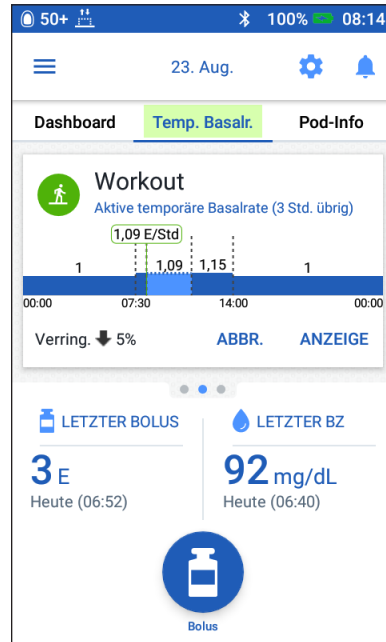 50+ 100% 08:14
23. Aug.
Dashboard Temp. Basalr. Pod-Info
Workout
Aktive temporäre Basalrate (3 Std. übrig)
1,09 E/Std
1 1,09 1,15 1
00:00 07:30 14:00 00:00
Verring. 5% ABBR. ANZEIGE
LETZTER BOLUS LETZTER BZ
3 E 92 mg/dL
Heute (06:52) Heute (06:40)
Bolus